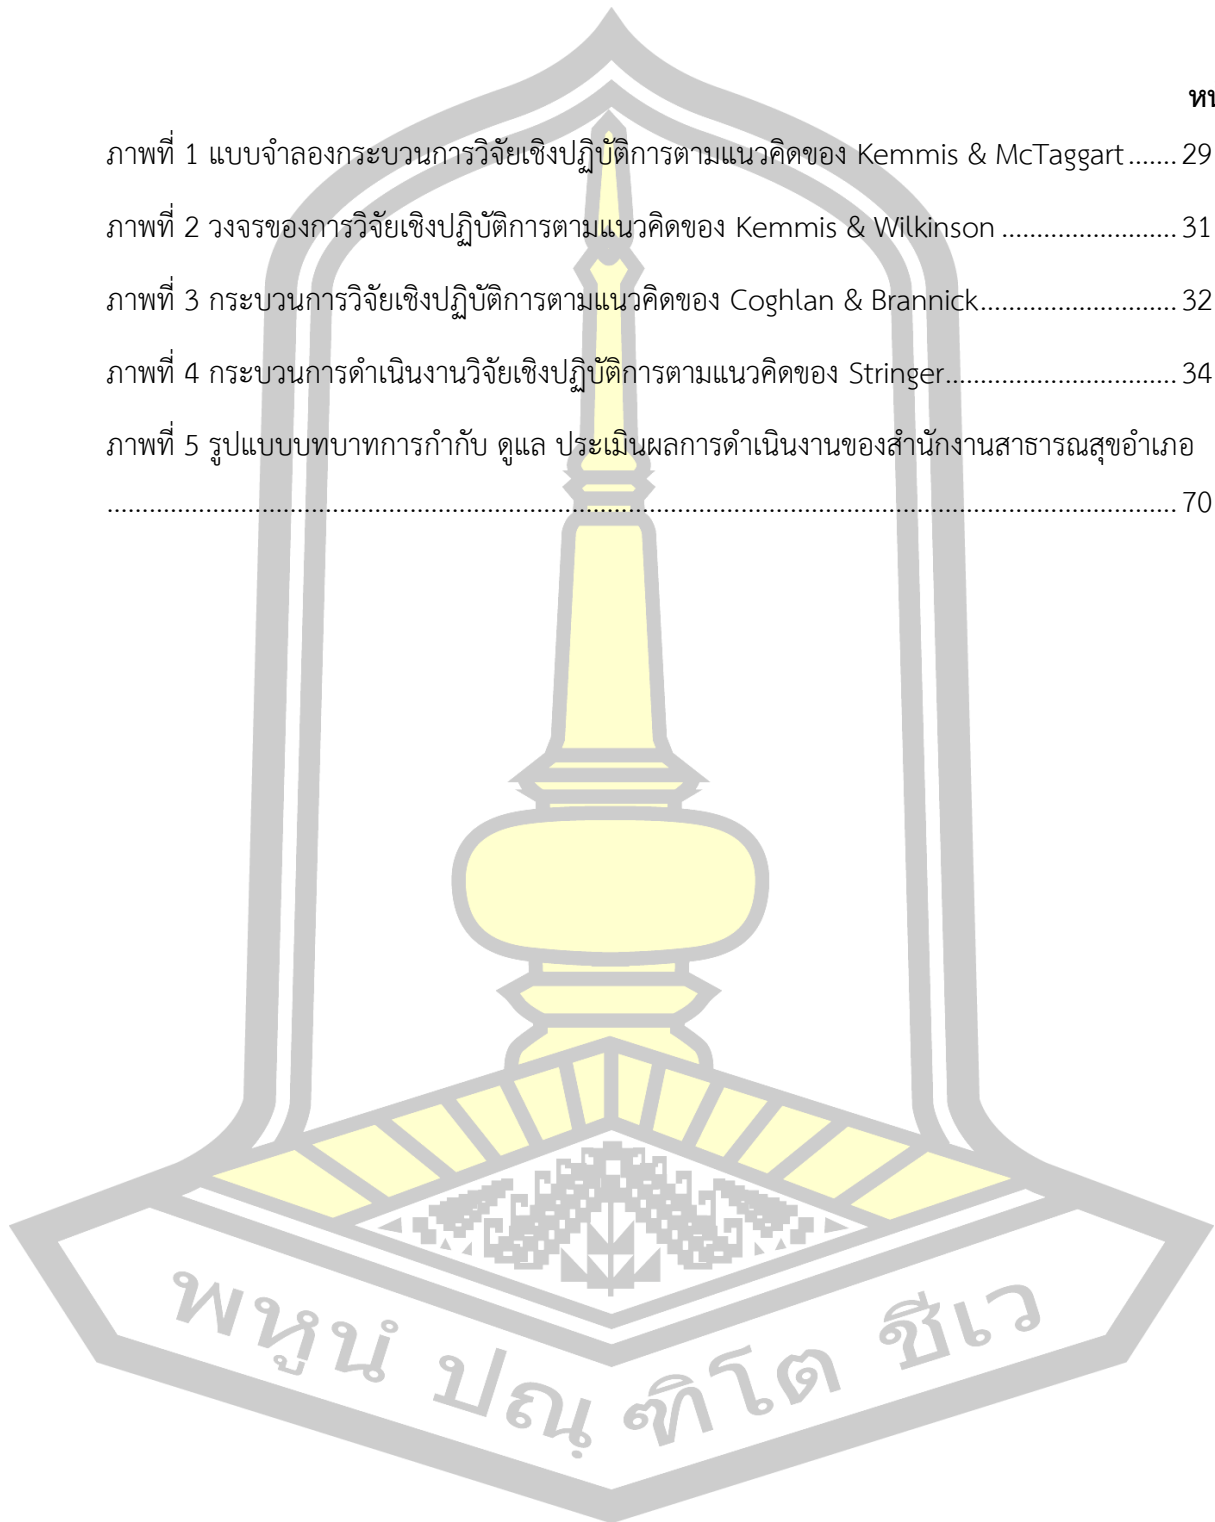 ภาพที่ 1 แบบจำลองกระบวนการวิจัยเชิงปฏิบัติการตามแนวคิดของ Kemmis & McTaggart ....... 29
ภาพที่ 2 วงจรของการวิจัยเชิงปฏิบัติการตามแนวคิดของ Kemmis & Wilkinson ......................... 31
ภาพที่ 3 กระบวนการวิจัยเชิงปฏิบัติการตามแนวคิดของ Coghlan & Brannick............................ 32
ภาพที่ 4 กระบวนการดำเนินงานวิจัยเชิงปฏิบัติการตามแนวคิดของ Stringer................................. 34
ภาพที่ 5 รูปแบบบทบาทการกำกับ ดูแล ประเมินผลการดำเนินงานของสำนักงานสาธารณสุขอำเภอ
........................................................................................................................................................ 70
พหูนํ ปณฺฑิโต ชีเว